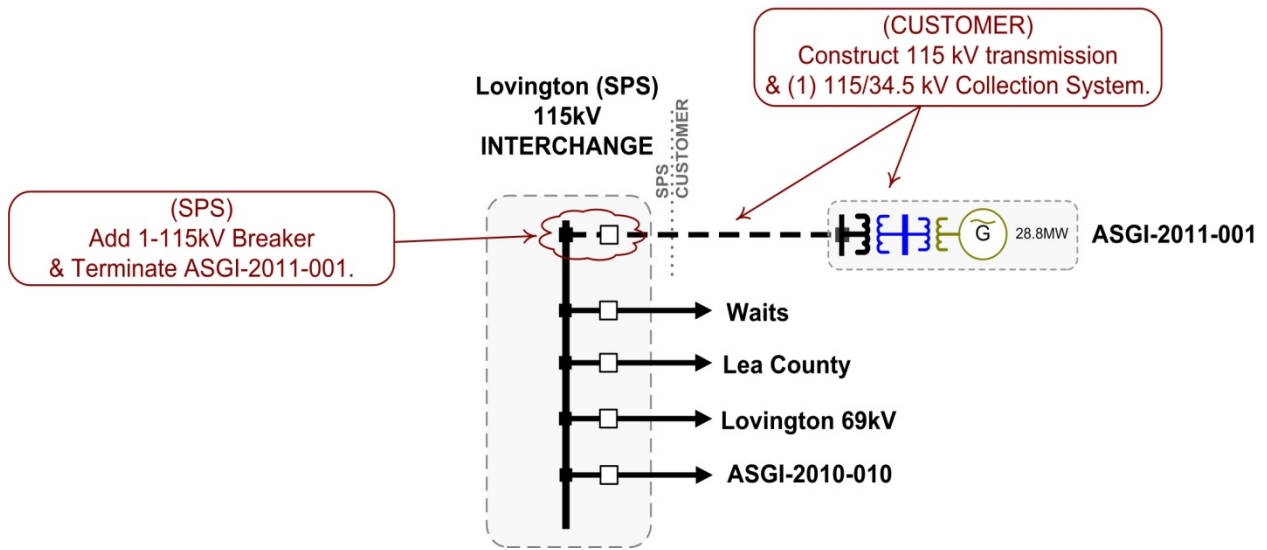 (CUSTOMER)
Construct 115 kV transmission
& (1) 115/34.5 kV Collection System.
Lovington (SPS)
115kV
INTERCHANGE
SPS
CUSTOMER
(SPS)
Add 1-115kV Breaker
& Terminate ASGI-2011-001.
G
28.8MW
ASGI-2011-001
Waits
Lea County
Lovington 69kV
ASGI-2010-010